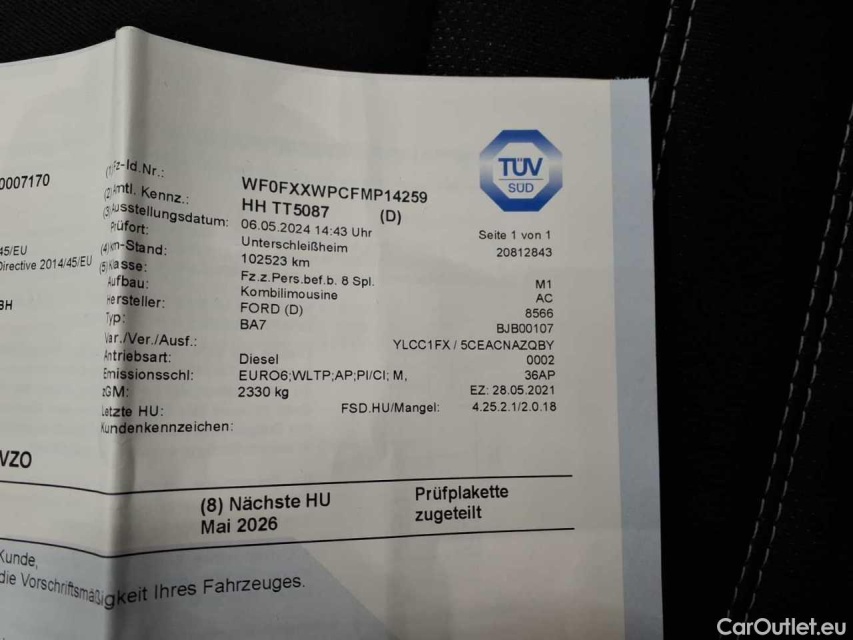 TÜV
SÜD
0007170
(1) Fz-Id.Nr.: WF0FXXWPCFMP14259
(2) Amtl. Kennz.: HH TT5087 (D)
(3) Ausstellungsdatum: 06.05.2024 14:43 Uhr Seite 1 von 1
Prüfort: Unterschleißheim 20812843
(4) km-Stand: 102523 km
45/EU
Directive 2014/45/EU
(5) Klasse: Fz.z.Pers.bef.b. 8 Spl. M1
Aufbau: Kombilimousine AC
BH
Hersteller: FORD (D) 8566
Typ: BA7 BJB00107
Var./Ver./Ausf.: YLCC1FX / 5CEACNAZQBY
Antriebsart: Diesel 0002
Emissionsschl: EURO6;WLTP;AP;PI/CI; M, 36AP
zGM: 2330 kg EZ: 28.05.2021
Letzte HU: FSD.HU/Mangel: 4.25.2.1/2.0.18
Kundenkennzeichen:
VZO
(8) Nächste HU Prüfplakette
Mai 2026 zugeteilt
Kunde,
die Vorschriftsmäßigkeit Ihres Fahrzeuges.
CarOutlet.eu